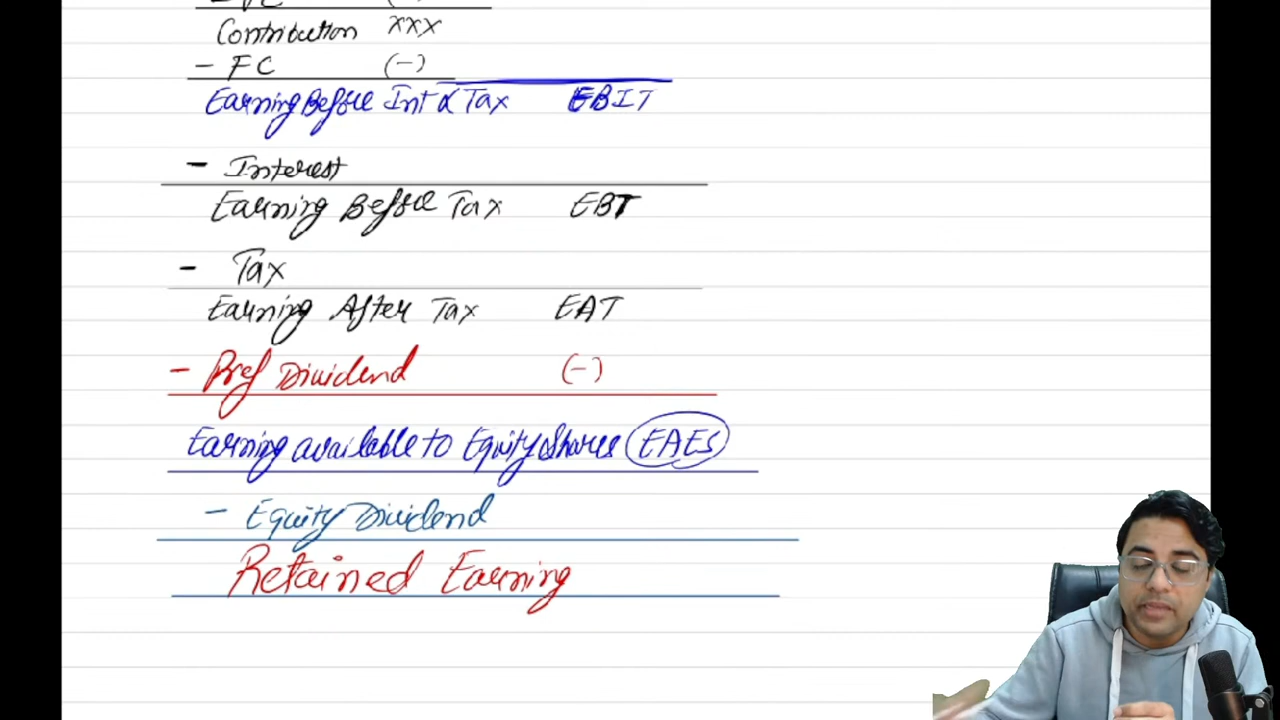 - VC (-)
Contribution xxx
- FC (-)
Earning Before Int & Tax EBIT
- Interest
Earning Before Tax EBT
- Tax
Earning After Tax EAT
- Pref Dividend (-)
Earning available to Equity Shares EAES
- Equity Dividend
Retained Earning